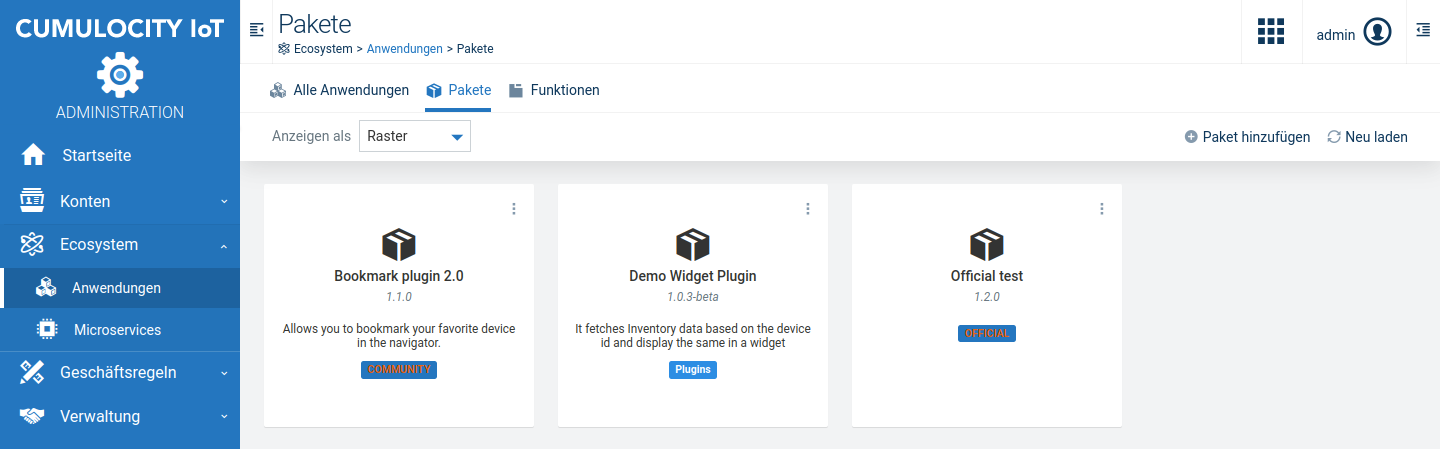 CUMULOCITY IoT
ADMINISTRATION
Startseite
Konten
Ecosystem
Anwendungen
Microservices
Geschäftsregeln
Verwaltung
Pakete
Ecosystem > Anwendungen > Pakete
admin
Alle Anwendungen
Pakete
Funktionen
Anzeigen als
Raster
Paket hinzufügen
Neu laden
Bookmark plugin 2.0
1.1.0
Allows you to bookmark your favorite device
in the navigator.
COMMUNITY
Demo Widget Plugin
1.0.3-beta
It fetches Inventory data based on the device
id and display the same in a widget
Plugins
Official test
1.2.0
OFFICIAL